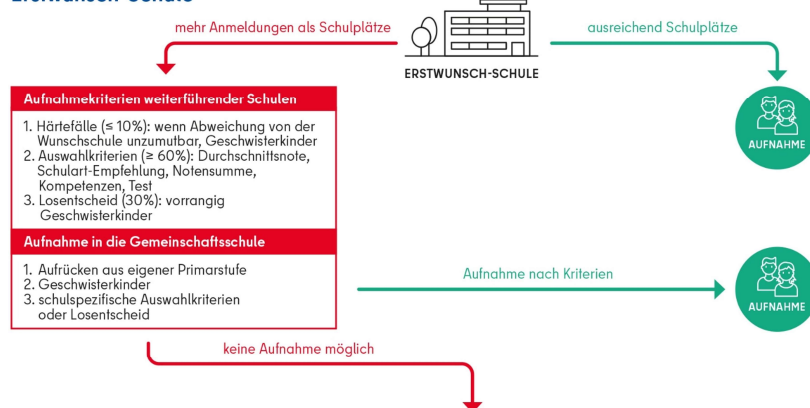 Erstwunsch-Schule
mehr Anmeldungen als Schulplätze
ausreichend Schulplätze
ERSTWUNSCH-SCHULE
Aufnahmekriterien weiterführender Schulen
1. Härtefälle (≤ 10%): wenn Abweichung von der
Wunschschule unzumutbar, Geschwisterkinder
2. Auswahlkriterien (≥ 60%): Durchschnittsnote,
Schulart-Empfehlung, Notensumme,
Kompetenzen, Test
3. Losentscheid (30%): vorrangig
Geschwisterkinder
AUFNAHME
Aufnahme in die Gemeinschaftsschule
1. Aufrücken aus eigener Primarstufe
2. Geschwisterkinder
3. schulspezifische Auswahlkriterien
oder Losentscheid
Aufnahme nach Kriterien
AUFNAHME
keine Aufnahme möglich